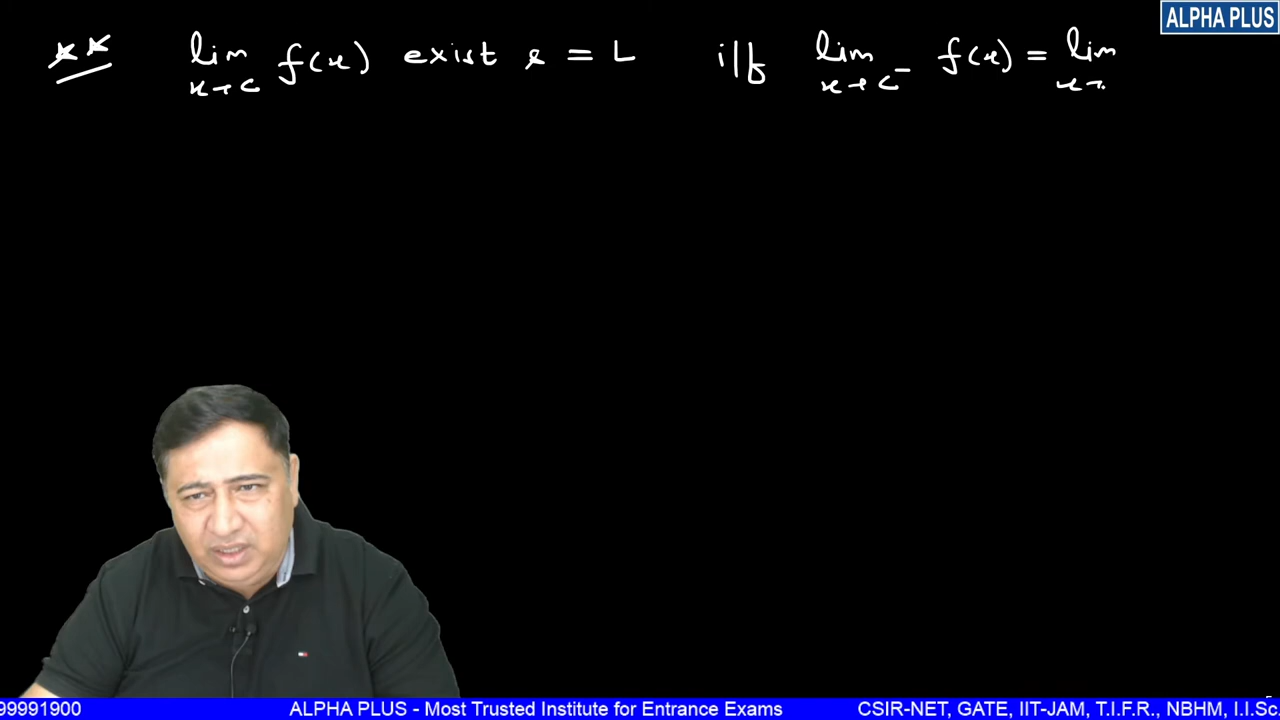 ALPHA PLUS
** lim x→c f(x) exist & = L iff lim x→c⁻ f(x) = lim x→
99991900 ALPHA PLUS - Most Trusted Institute for Entrance Exams CSIR-NET, GATE, IIT-JAM, T.I.F.R., NBHM, I.I.Sc